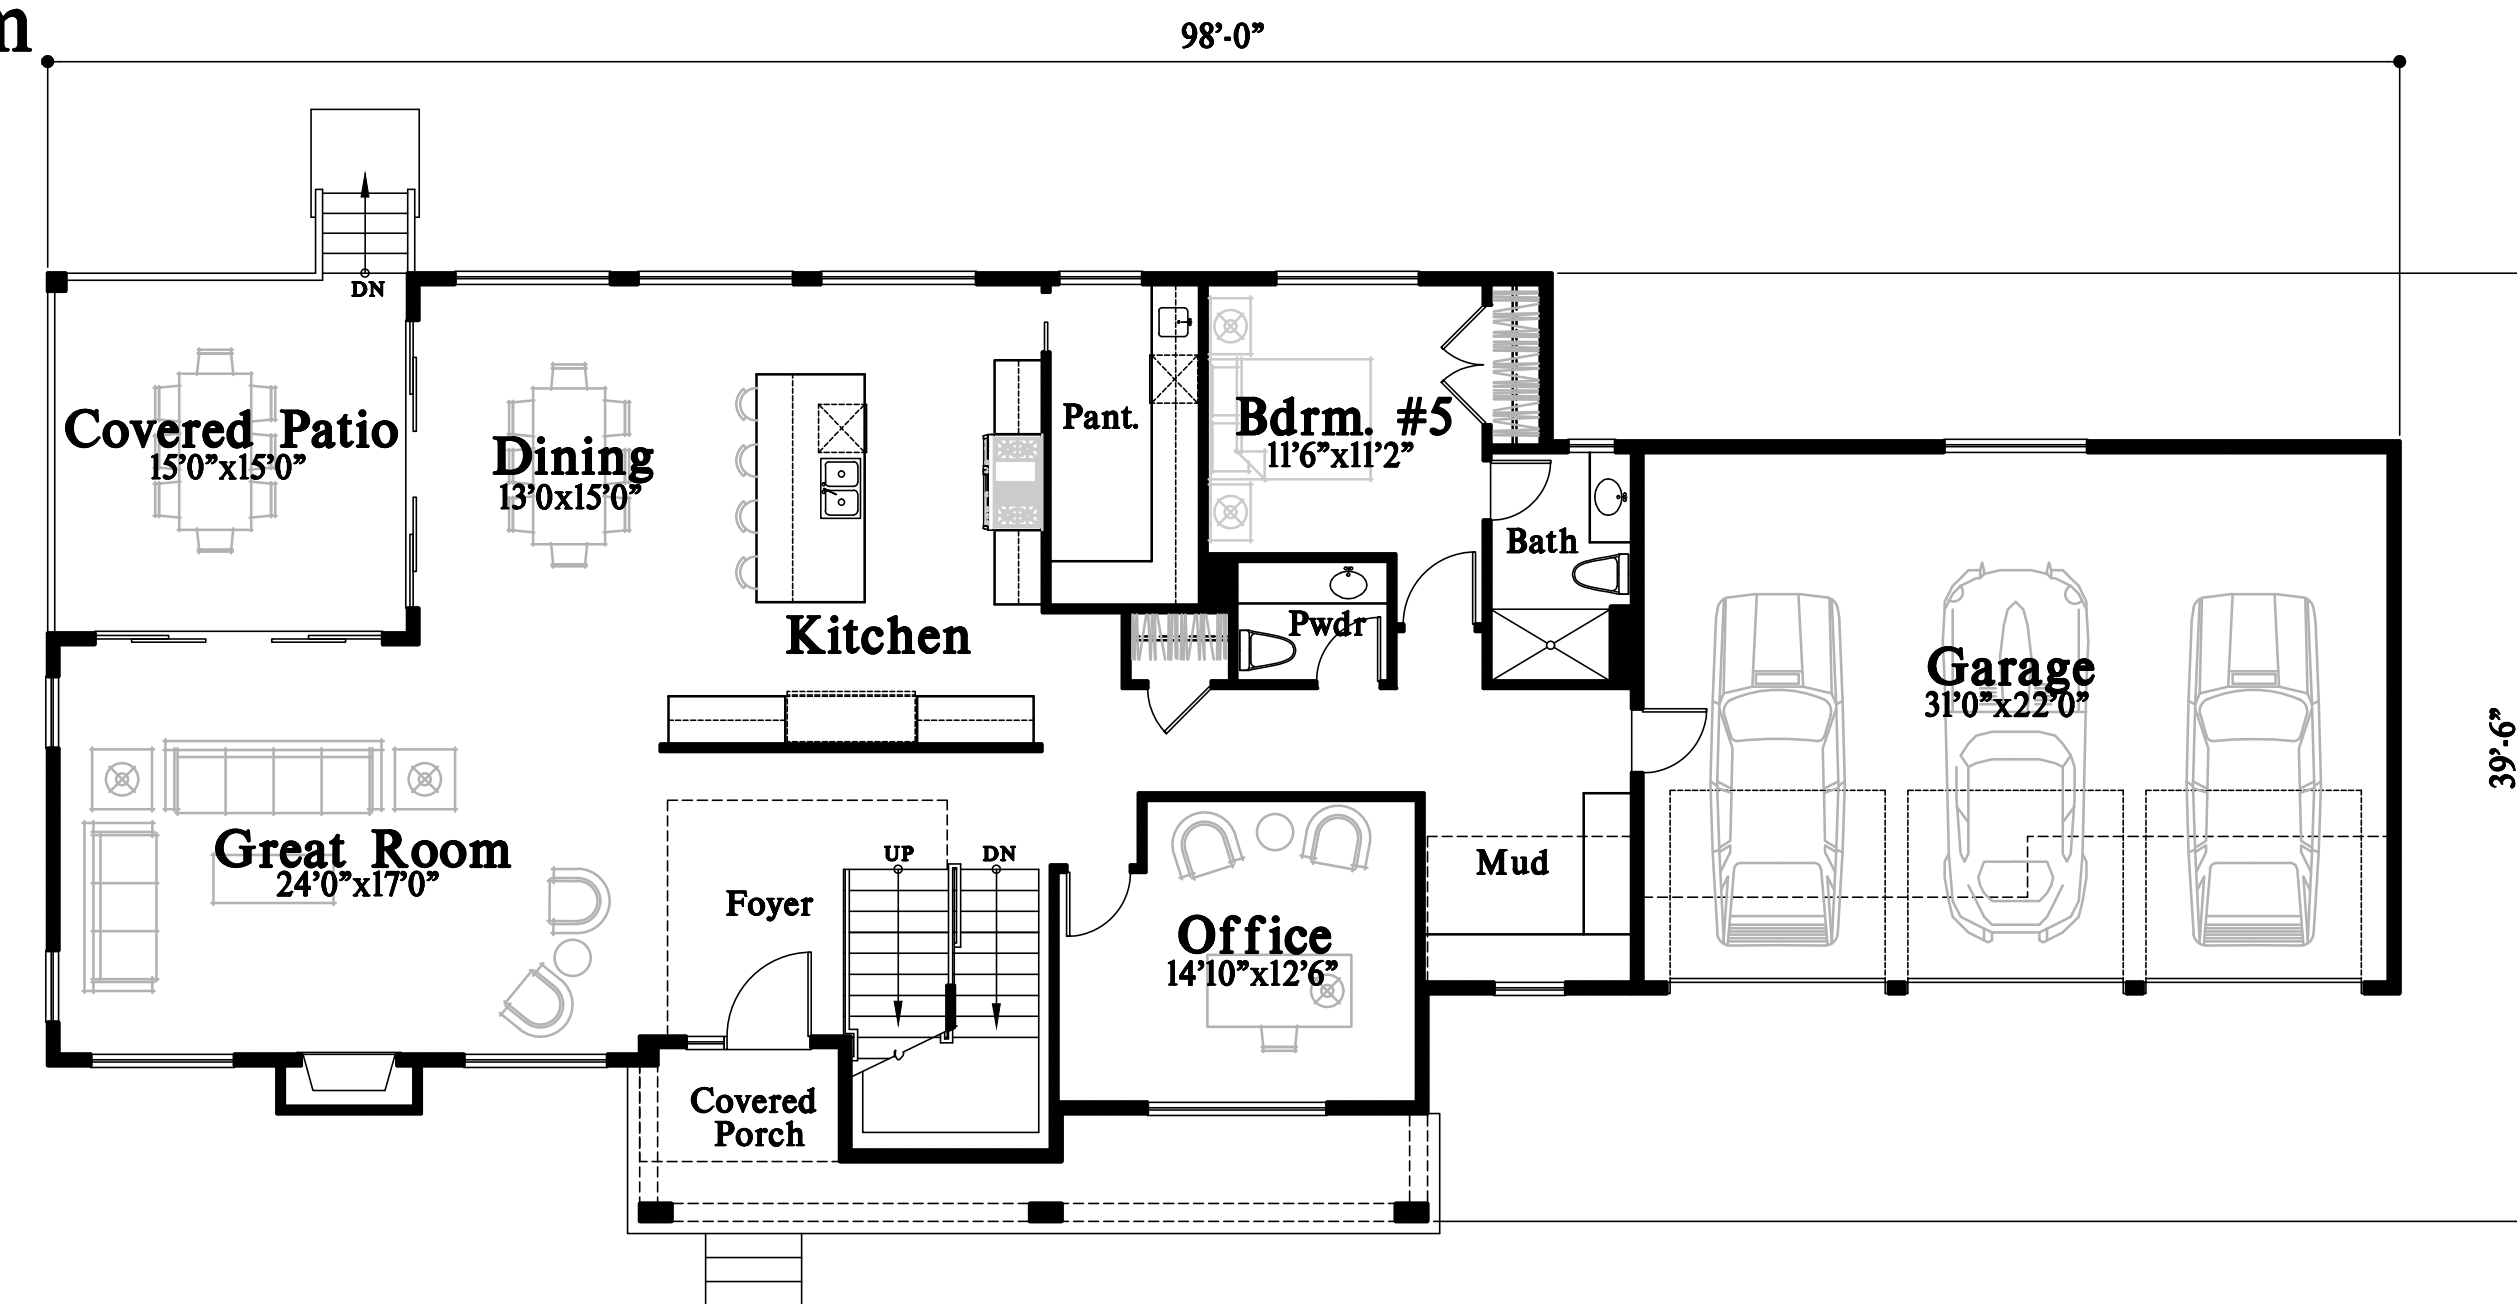 98'-0"
DN
Covered Patio
15'0"x15'0"
Dining
13'0x15'0"
Pant.
Bdrm. #5
11'6"x11'2"
Bath
Kitchen
Pwdr
Garage
31'0"x22'0"
39'-6"
Great Room
24'0"x17'0"
Foyer
UP
DN
Mud
Office
14'10"x12'6"
Covered
Porch